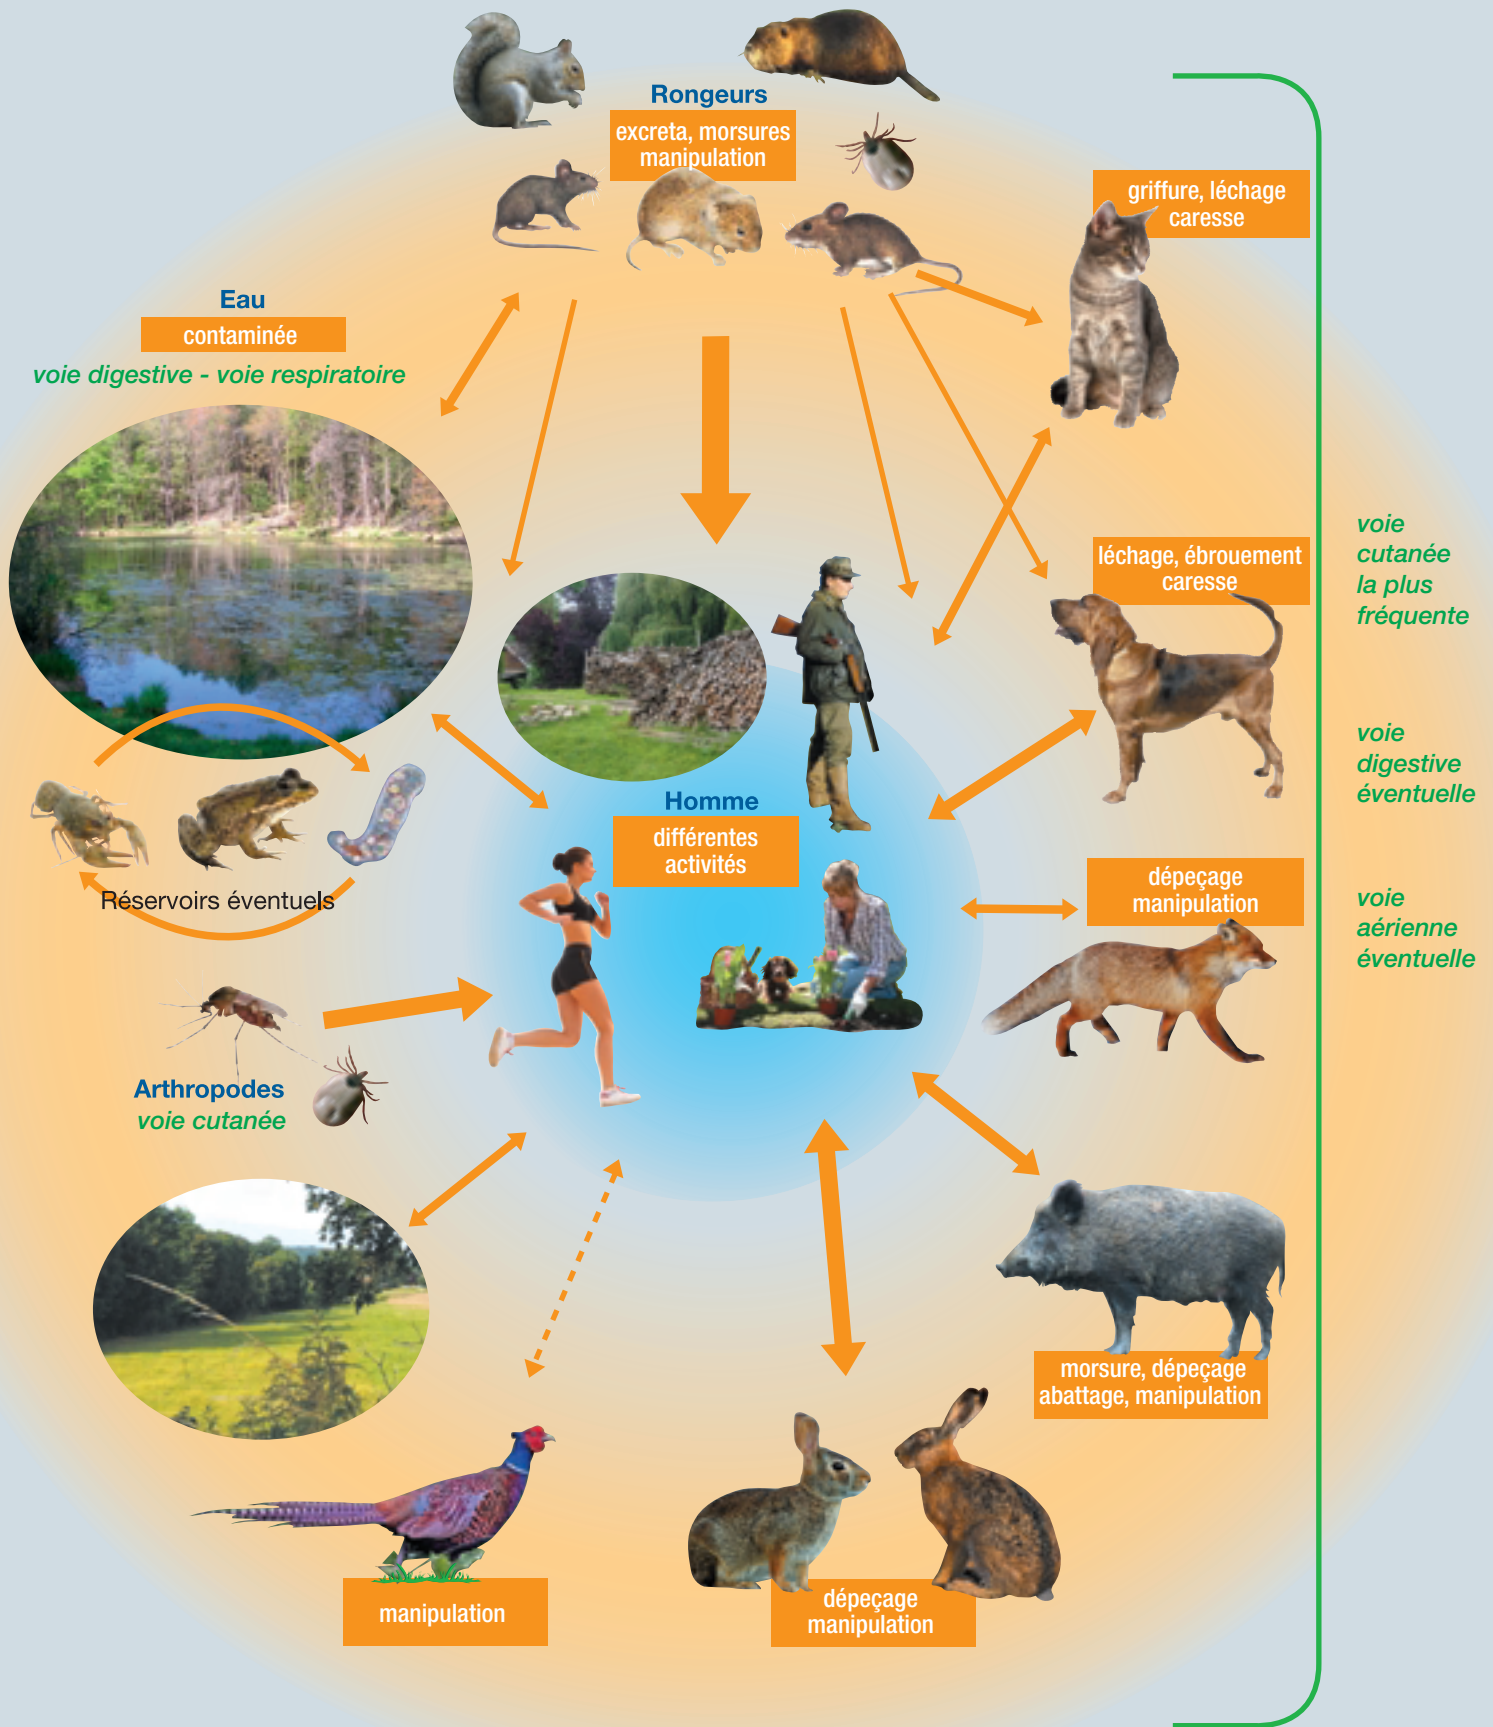 Rongeurs
excreta, morsures
manipulation
griffure, léchage
caresse
Eau
contaminée
voie digestive - voie respiratoire
léchage, ébrouement
caresse
voie
cutanée
la plus
fréquente
voie
digestive
éventuelle
voie
aérienne
éventuelle
Homme
différentes
activités
Réservoirs éventuels
dépeçage
manipulation
Arthropodes
voie cutanée
morsure, dépeçage
abattage, manipulation
manipulation
dépeçage
manipulation